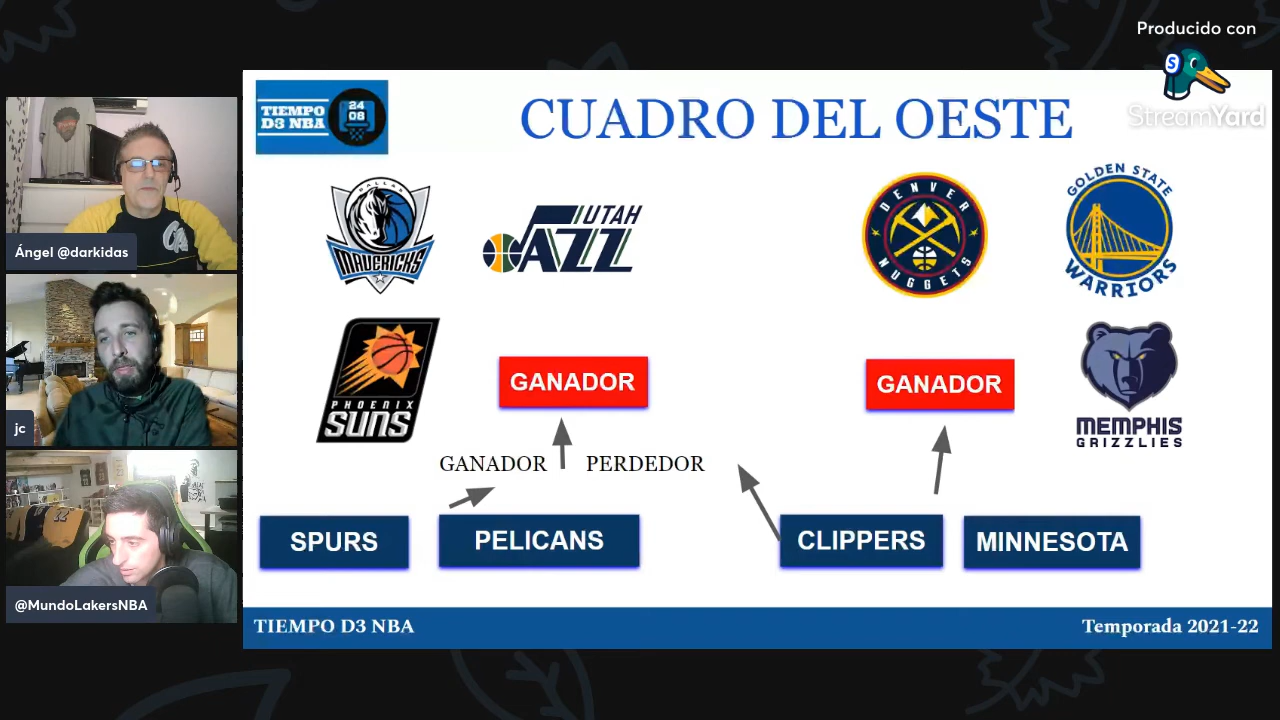 Producido con
StreamYard
TIEMPO
D3 NBA
24
08
CUADRO DEL OESTE
DALLAS
MAVERICKS
UTAH
JAZZ
DENVER
NUGGETS
GOLDEN STATE
WARRIORS
Ángel @darkidas
PHOENIX
SUNS
GANADOR
GANADOR
MEMPHIS
GRIZZLIES
jc
GANADOR
PERDEDOR
SPURS
PELICANS
CLIPPERS
MINNESOTA
@MundoLakersNBA
TIEMPO D3 NBA
Temporada 2021-22